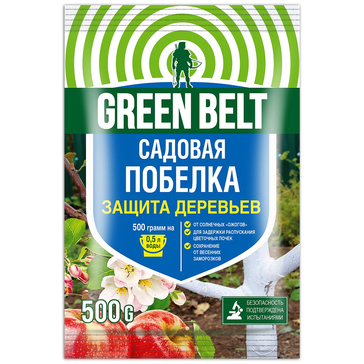 GREEN BELT
САДОВАЯ
ПОБЕЛКА
ЗАЩИТА ДЕРЕВЬЕВ
500 грамм на
0,5 л
ВОДЫ
ОТ СОЛНЕЧНЫХ «ОЖОГОВ»
ДЛЯ ЗАДЕРЖКИ РАСПУСКАНИЯ
ЦВЕТОЧНЫХ ПОЧЕК
СОХРАНЕНИЕ
ОТ ВЕСЕННИХ
ЗАМОРОЗКОВ
500G
БЕЗОПАСНОСТЬ
ПОДТВЕРЖДЕНА
ИСПЫТАНИЯМИ